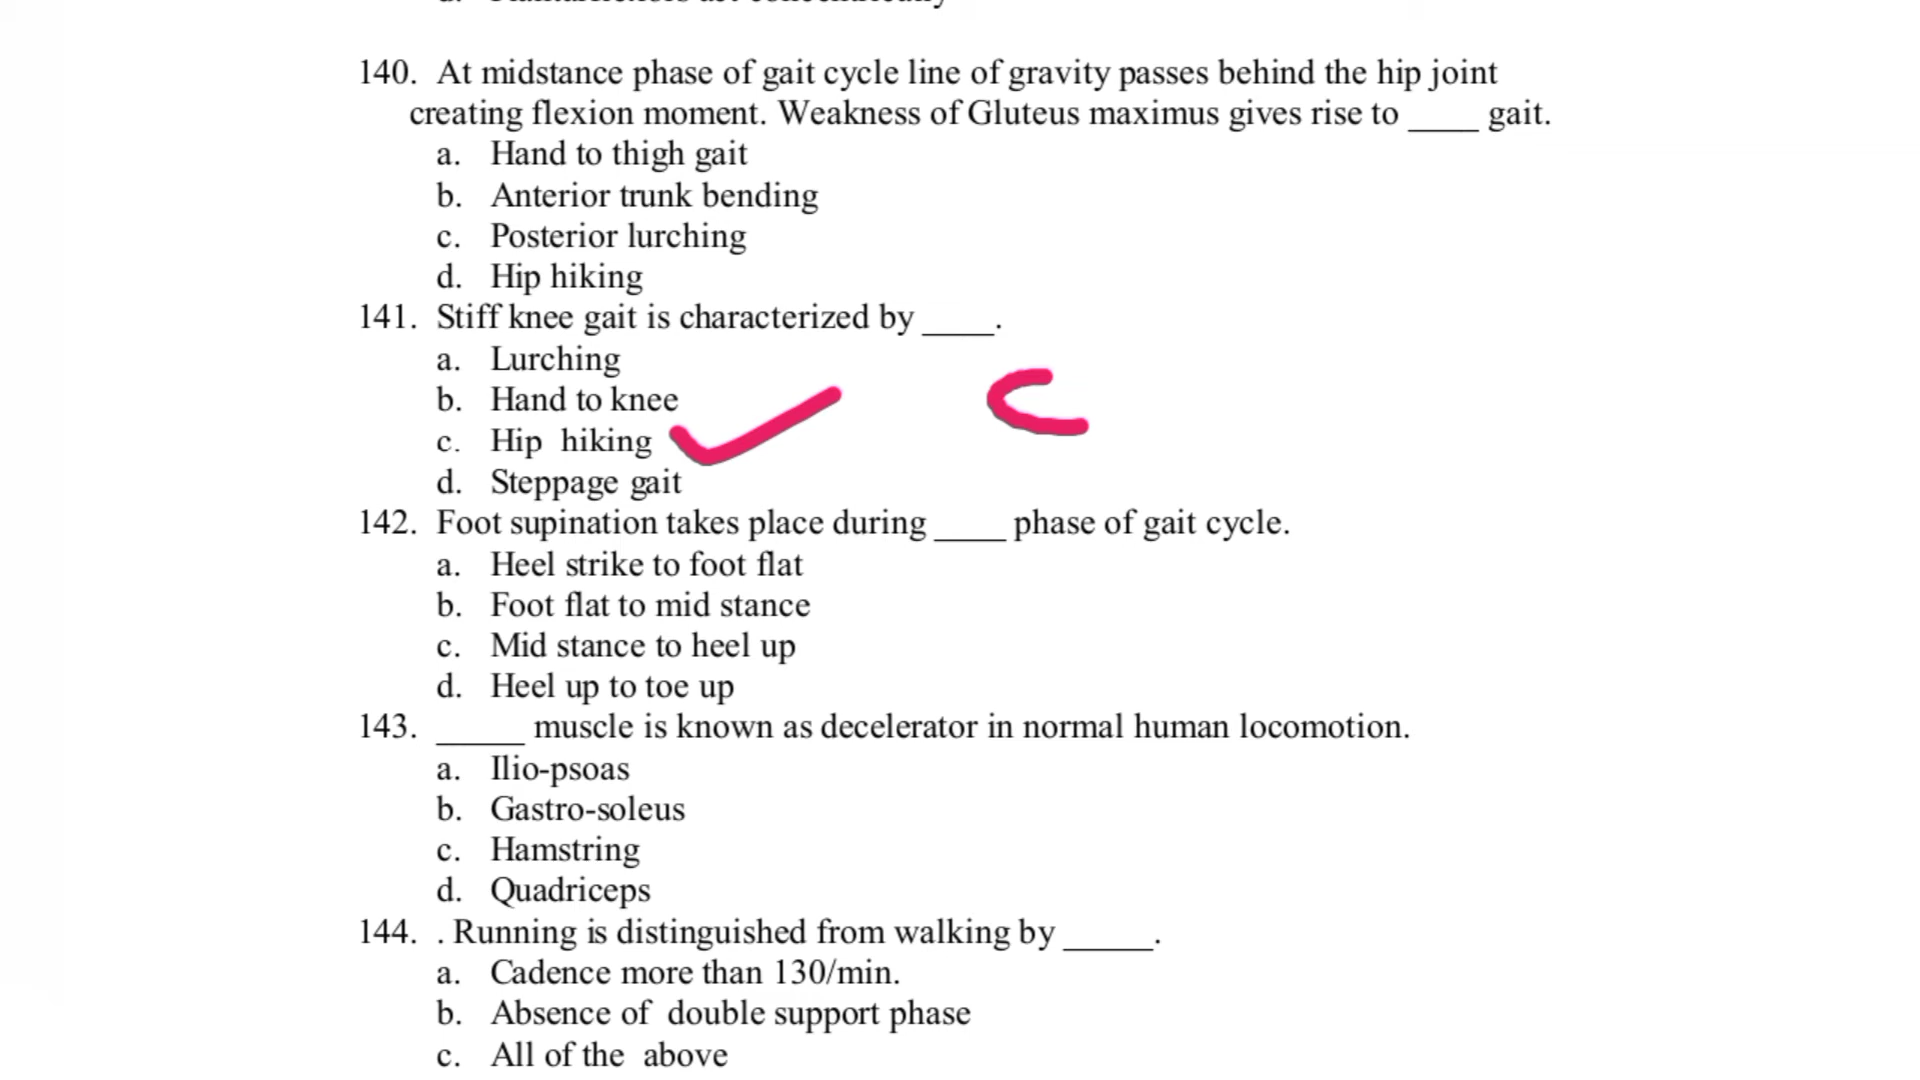 140. At midstance phase of gait cycle line of gravity passes behind the hip joint
creating flexion moment. Weakness of Gluteus maximus gives rise to ____ gait.
a. Hand to thigh gait
b. Anterior trunk bending
c. Posterior lurching
d. Hip hiking
141. Stiff knee gait is characterized by ____.
a. Lurching
b. Hand to knee
c. Hip hiking
d. Steppage gait
C
142. Foot supination takes place during ____ phase of gait cycle.
a. Heel strike to foot flat
b. Foot flat to mid stance
c. Mid stance to heel up
d. Heel up to toe up
143. _____ muscle is known as decelerator in normal human locomotion.
a. Ilio-psoas
b. Gastro-soleus
c. Hamstring
d. Quadriceps
144. . Running is distinguished from walking by _____.
a. Cadence more than 130/min.
b. Absence of double support phase
c. All of the above